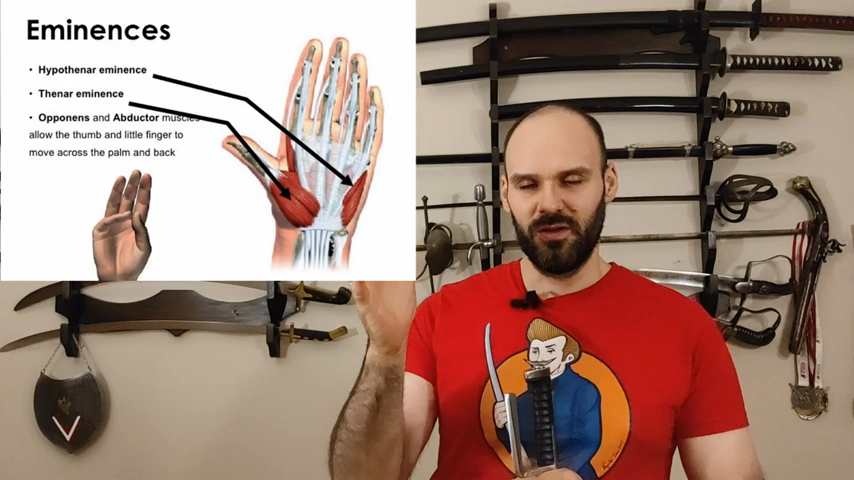 Eminences
• Hypothenar eminence
• Thenar eminence
• Opponens and Abductor muscles
allow the thumb and little finger to
move across the palm and back